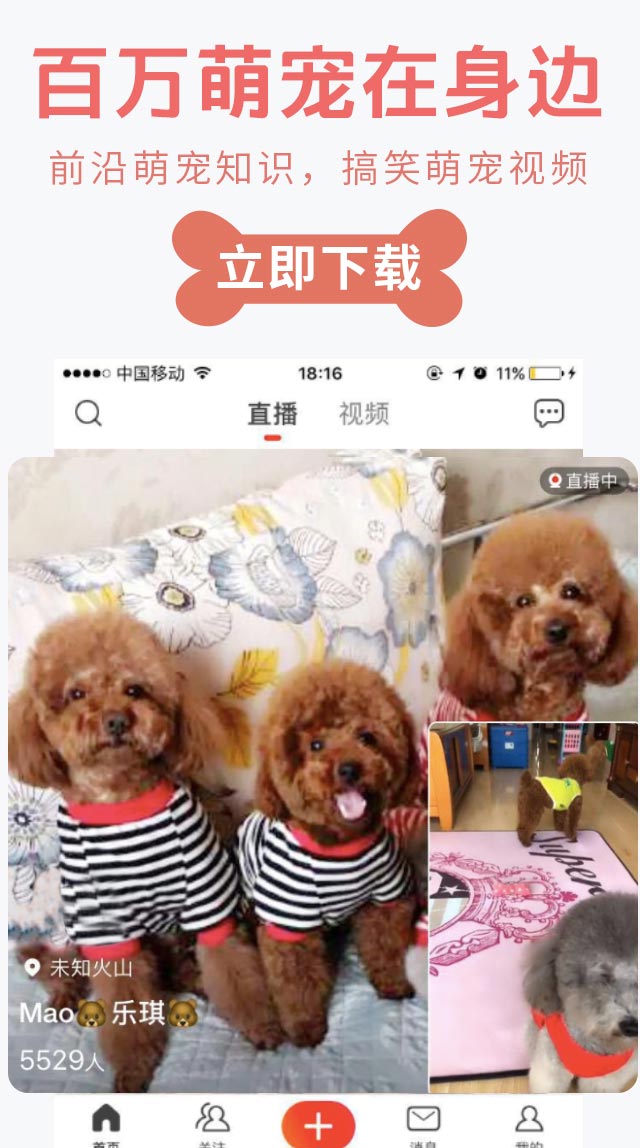 百万萌宠在身边
前沿萌宠知识，搞笑萌宠视频
立即下载
中国移动 18:16 11%
直播 视频
直播中
未知火山
Mao🐻乐琪🐻
5529人
首页 关注 消息 我的